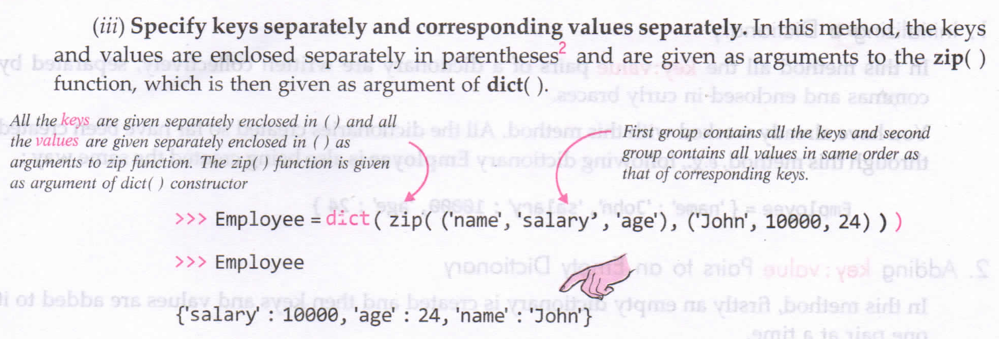 (iii) Specify keys separately and corresponding values separately. In this method, the keys
and values are enclosed separately in parentheses2 and are given as arguments to the zip( )
function, which is then given as argument of dict( ).
All the keys are given separately enclosed in ( ) and all
the values are given separately enclosed in ( ) as
arguments to zip function. The zip( ) function is given
as argument of dict( ) constructor
First group contains all the keys and second
group contains all values in same order as
that of corresponding keys.
>>> Employee = dict( zip( ('name', 'salary’, 'age'), ('John', 10000, 24) ) )
>>> Employee
{'salary' : 10000, 'age' : 24, 'name' : 'John'}